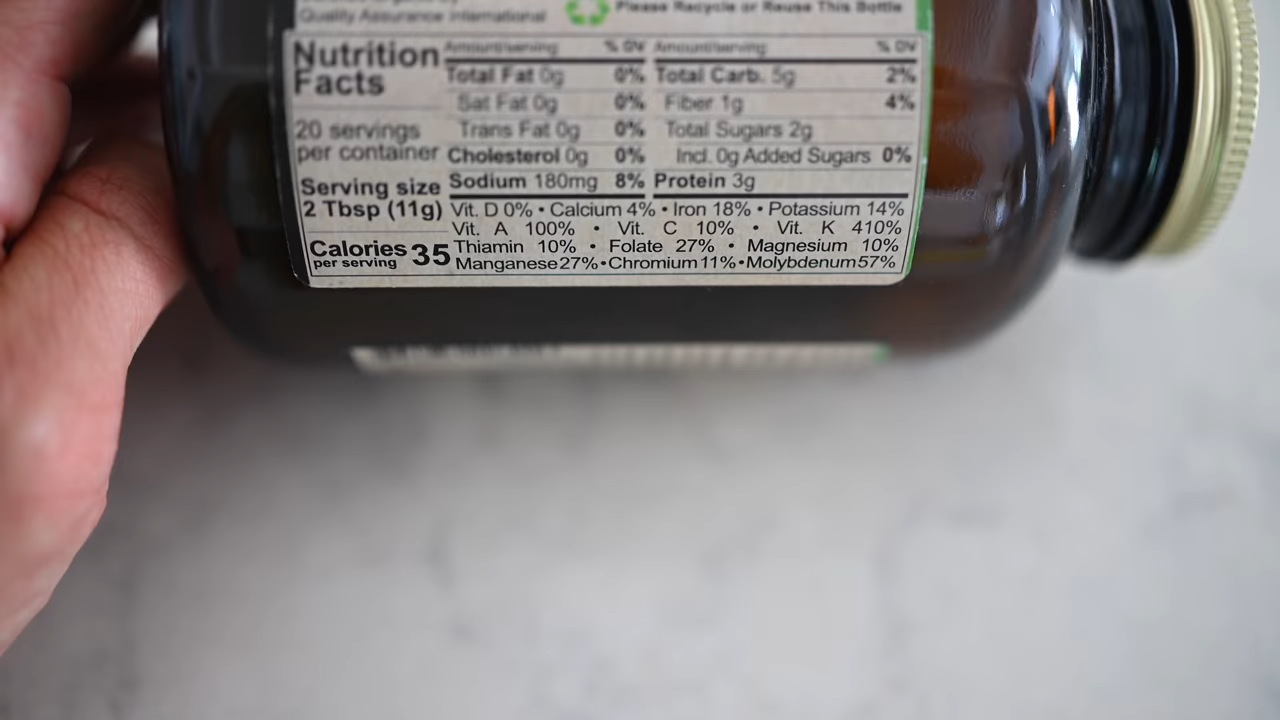 Quality Assurance International
Please Recycle or Reuse This Bottle
Nutrition Facts
20 servings
per container
Serving size
2 Tbsp (11g)
Calories 35
per serving
Amount/serving % DV
Total Fat 0g 0%
Sat Fat 0g 0%
Trans Fat 0g 0%
Cholesterol 0g 0%
Sodium 180mg 8%
Amount/serving % DV
Total Carb. 5g 2%
Fiber 1g 4%
Total Sugars 2g
Incl. 0g Added Sugars 0%
Protein 3g
Vit. D 0% • Calcium 4% • Iron 18% • Potassium 14%
Vit. A 100% • Vit. C 10% • Vit. K 410%
Thiamin 10% • Folate 27% • Magnesium 10%
Manganese 27% • Chromium 11% • Molybdenum 57%